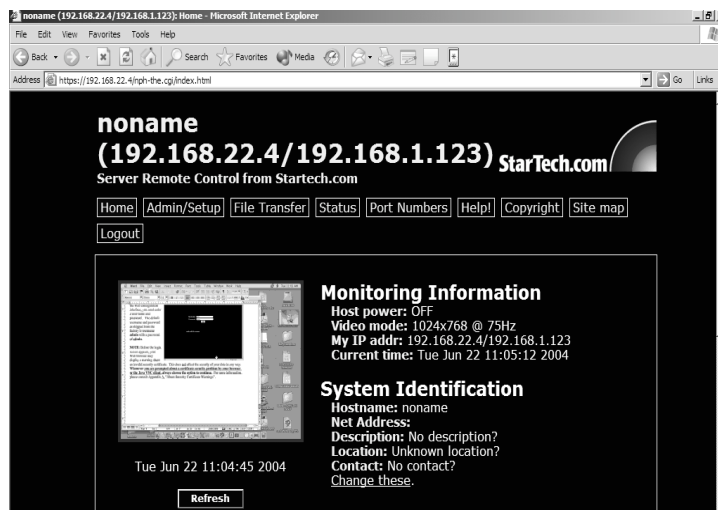 noname (192.168.22.4/192.168.1.123): Home - Microsoft Internet Explorer
File Edit View Favorites Tools Help
Back Search Favorites Media
Address https://192.168.22.4/nph-the.cgi/index.html Go Links
noname
(192.168.22.4/192.168.1.123)
StarTech.com
Server Remote Control from Startech.com
Home Admin/Setup File Transfer Status Port Numbers Help! Copyright Site map
Logout
Monitoring Information
Host power: OFF
Video mode: 1024x768 @ 75Hz
My IP addr: 192.168.22.4/192.168.1.123
Current time: Tue Jun 22 11:05:12 2004
System Identification
Hostname: noname
Net Address:
Description: No description?
Location: Unknown location?
Contact: No contact?
Change these.
Tue Jun 22 11:04:45 2004
Refresh